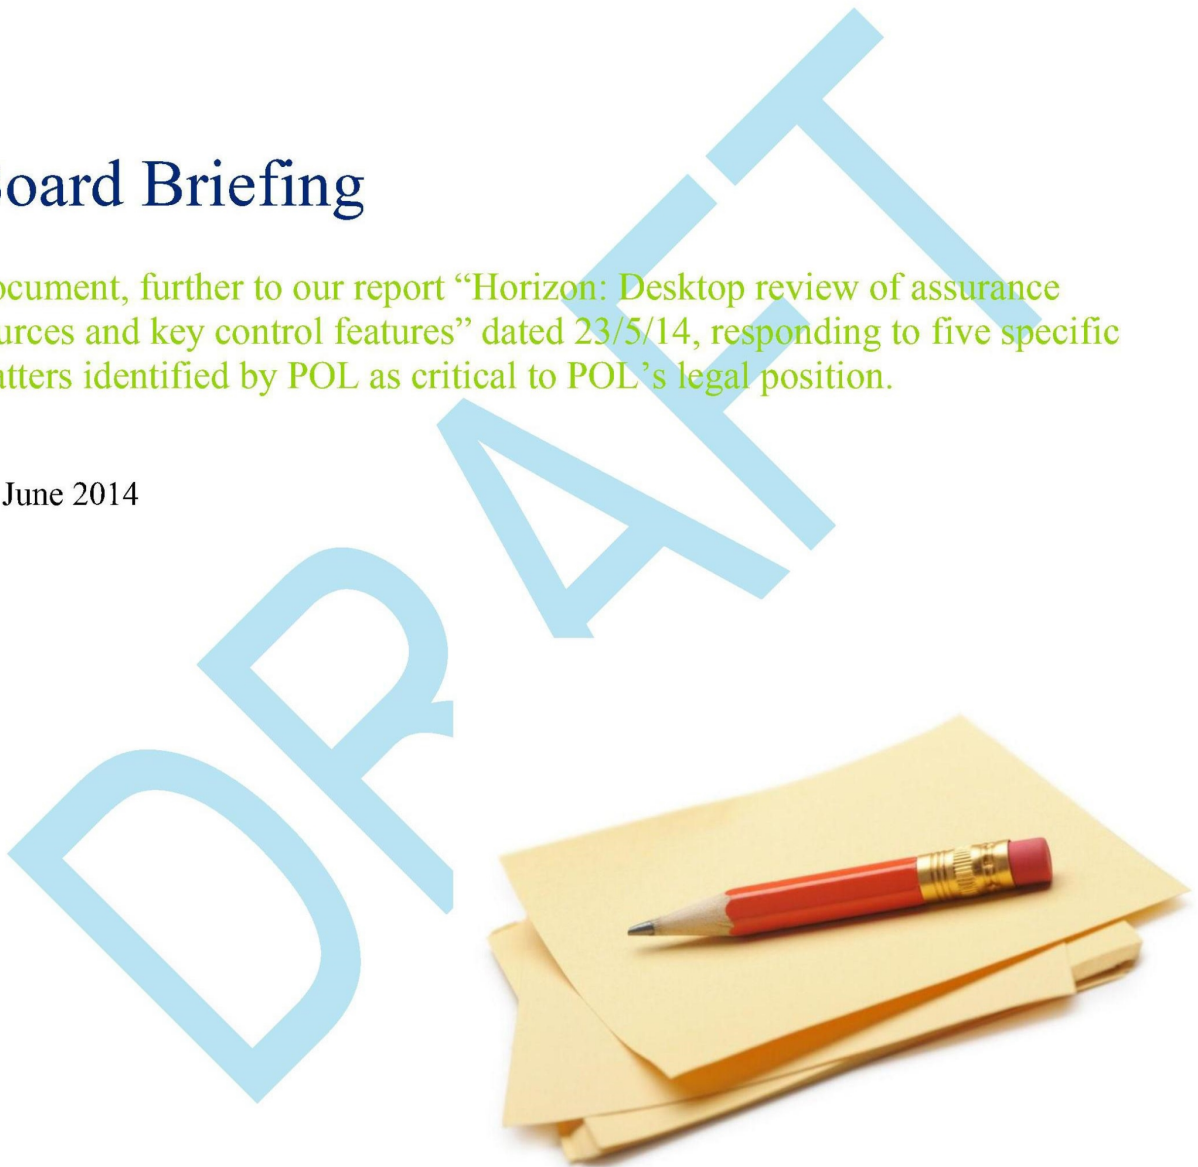 oard Briefing
ocument, further to our report “Horizon: Desktop review of assurance
urces and key control features” dated 23/5/14, responding to five specific
atters identified by POL as critical to POL’s legal position.
June 2014
DRAFT